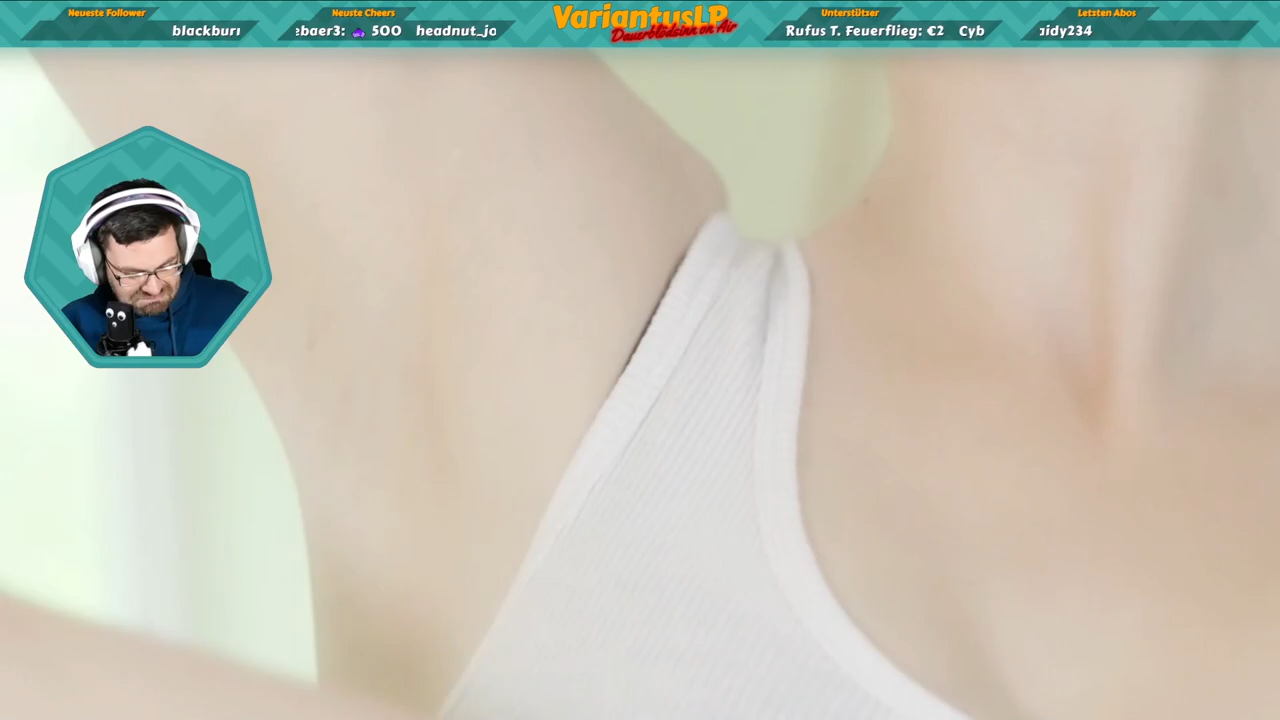 Neueste Follower
blackburı
Neuste Cheers
ebaer3: 500 headnut_jo
VariantusLP
Dauerblödsinn on Air
Unterstützer
Rufus T. Feuerflieg: €2 Cyb
Letzten Abos
aidy234